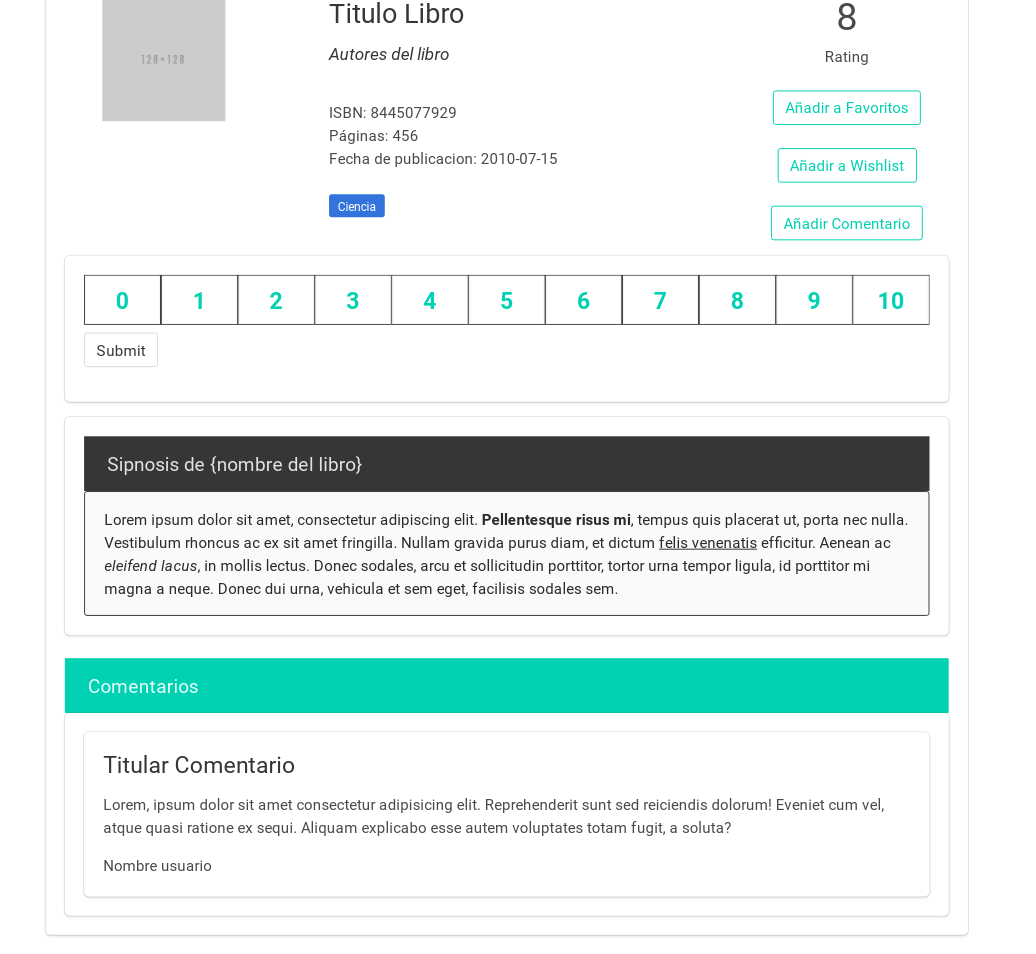 128×128
Titulo Libro
Autores del libro
ISBN: 8445077929
Páginas: 456
Fecha de publicacion: 2010-07-15
Ciencia
8
Rating
Añadir a Favoritos
Añadir a Wishlist
Añadir Comentario
0 1 2 3 4 5 6 7 8 9 10
Submit
Sipnosis de {nombre del libro}
Lorem ipsum dolor sit amet, consectetur adipiscing elit. Pellentesque risus mi, tempus quis placerat ut, porta nec nulla.
Vestibulum rhoncus ac ex sit amet fringilla. Nullam gravida purus diam, et dictum felis venenatis efficitur. Aenean ac
eleifend lacus, in mollis lectus. Donec sodales, arcu et sollicitudin porttitor, tortor urna tempor ligula, id porttitor mi
magna a neque. Donec dui urna, vehicula et sem eget, facilisis sodales sem.
Comentarios
Titular Comentario
Lorem, ipsum dolor sit amet consectetur adipisicing elit. Reprehenderit sunt sed reiciendis dolorum! Eveniet cum vel,
atque quasi ratione ex sequi. Aliquam explicabo esse autem voluptates totam fugit, a soluta?
Nombre usuario